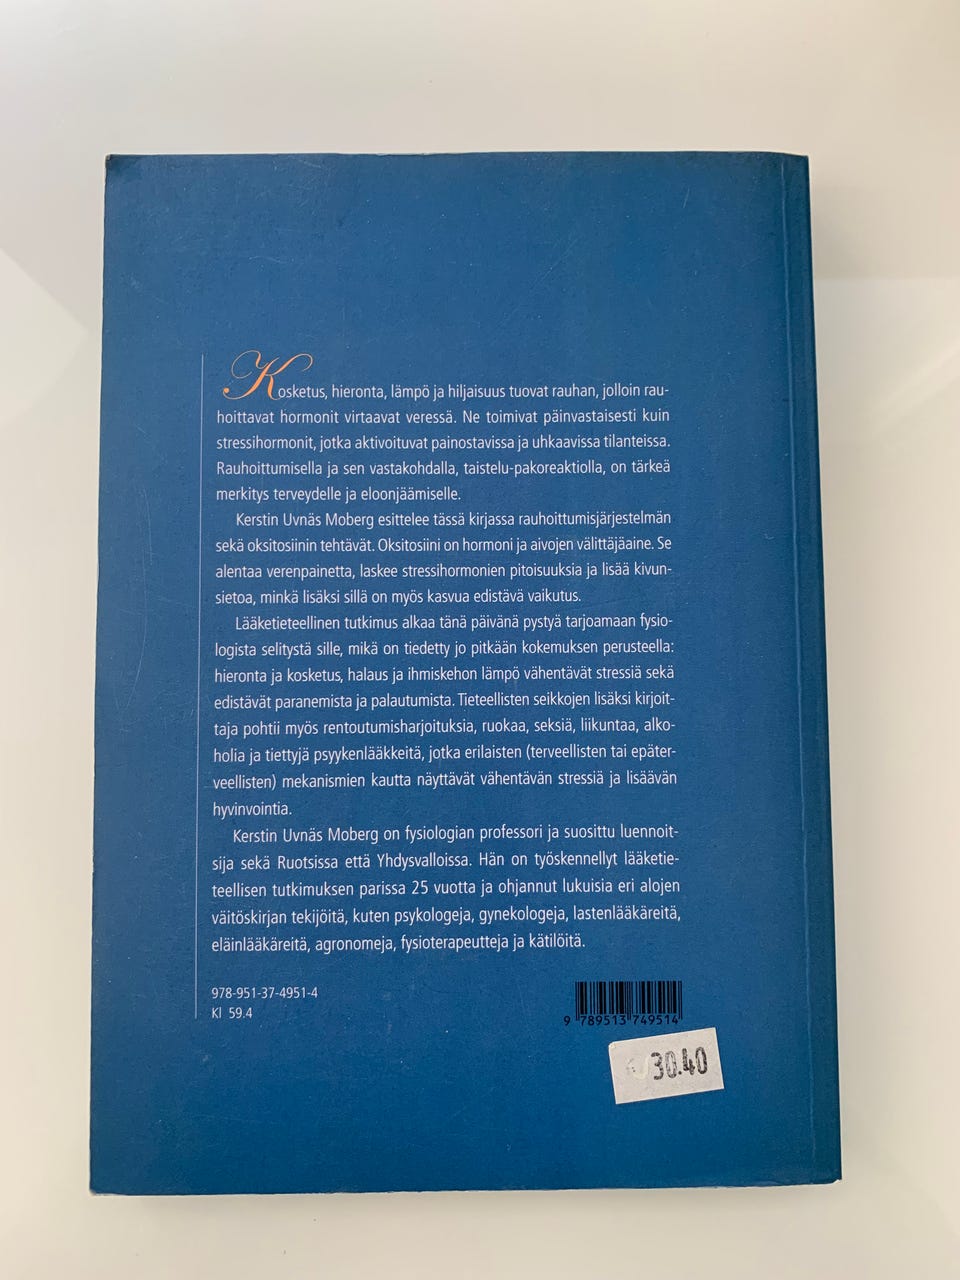 Kosketus, hieronta, lämpö ja hiljaisuus tuovat rauhan, jolloin rau-
hoittavat hormonit virtaavat veressä. Ne toimivat päinvastaisesti kuin
stressihormonit, jotka aktivoituvat painostavissa ja uhkaavissa tilanteissa.
Rauhoittumisella ja sen vastakohdalla, taistelu-pakoreaktiolla, on tärkeä
merkitys terveydelle ja eloonjäämiselle.
Kerstin Uvnäs Moberg esittelee tässä kirjassa rauhoittumisjärjestelmän
sekä oksitosiinin tehtävät. Oksitosiini on hormoni ja aivojen välittäjäaine. Se
alentaa verenpainetta, laskee stressihormonien pitoisuuksia ja lisää kivun-
sietoa, minkä lisäksi sillä on myös kasvua edistävä vaikutus.
Lääketieteellinen tutkimus alkaa tänä päivänä pystyä tarjoamaan fysio-
logista selitystä sille, mikä on tiedetty jo pitkään kokemuksen perusteella:
hieronta ja kosketus, halaus ja ihmiskehon lämpö vähentävät stressiä sekä
edistävät paranemista ja palautumista. Tieteellisten seikkojen lisäksi kirjoit-
taja pohtii myös rentoutumisharjoituksia, ruokaa, seksiä, liikuntaa, alko-
holia ja tiettyjä psyykenlääkkeitä, jotka erilaisten (terveellisten tai epäter-
veellisten) mekanismien kautta näyttävät vähentävän stressiä ja lisäävän
hyvinvointia.
Kerstin Uvnäs Moberg on fysiologian professori ja suosittu luennoit-
sija sekä Ruotsissa että Yhdysvalloissa. Hän on työskennellyt lääketie-
teellisen tutkimuksen parissa 25 vuotta ja ohjannut lukuisia eri alojen
väitöskirjan tekijöitä, kuten psykologeja, gynekologeja, lastenlääkäreitä,
eläinlääkäreitä, agronomeja, fysioterapeutteja ja kätilöitä.
978-951-37-4951-4
Kl 59.4
9 789513 749514
30.40